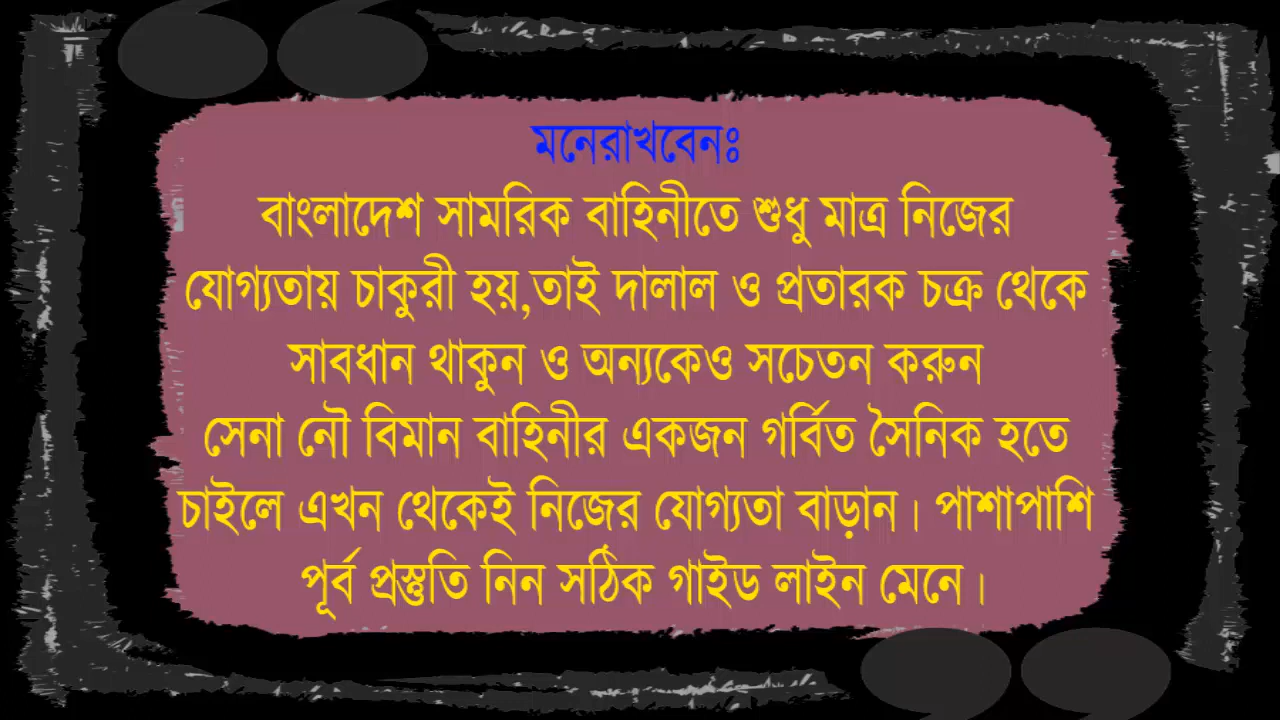 মনেরাখবেনঃ
বাংলাদেশ সামরিক বাহিনীতে শুধু মাত্র নিজের
যোগ্যতায় চাকুরী হয়,তাই দালাল ও প্রতারক চক্র থেকে
সাবধান থাকুন ও অন্যকেও সচেতন করুন
সেনা নৌ বিমান বাহিনীর একজন গর্বিত সৈনিক হতে
চাইলে এখন থেকেই নিজের যোগ্যতা বাড়ান। পাশাপাশি
পূর্ব প্রস্তুতি নিন সঠিক গাইড লাইন মেনে।